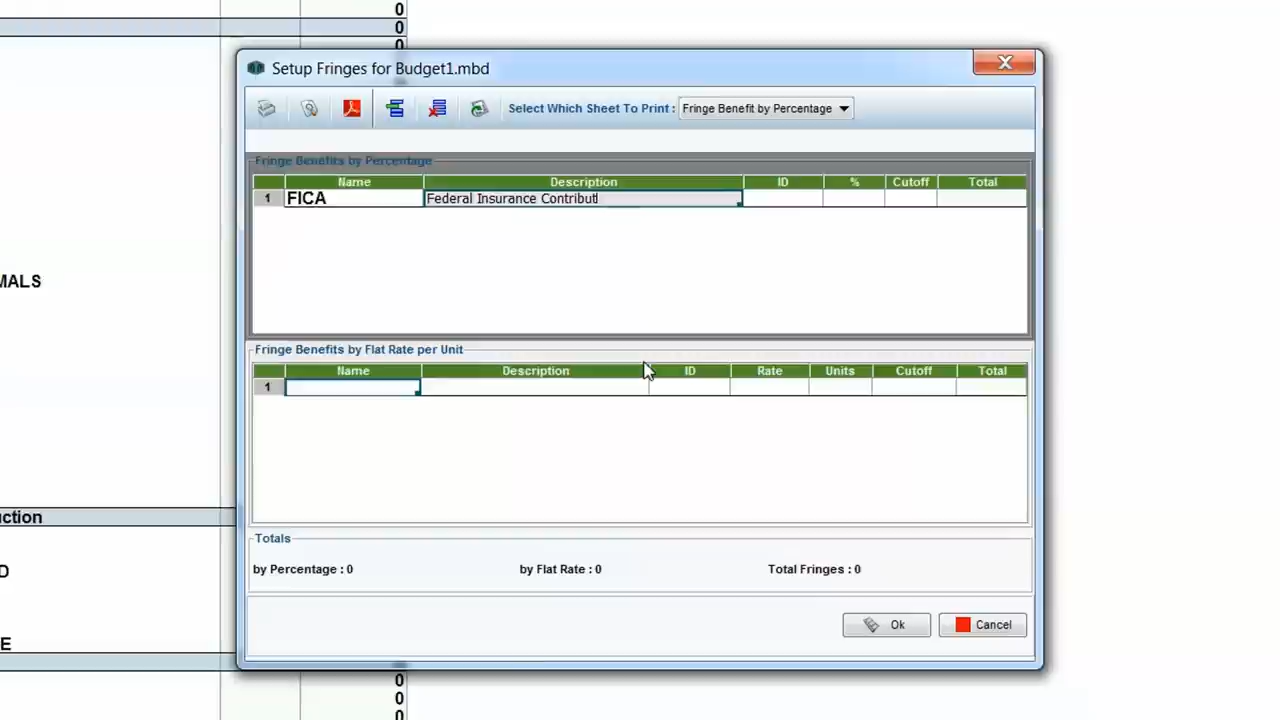 0
0
0
Setup Fringes for Budget1.mbd
Select Which Sheet To Print : Fringe Benefit by Percentage
Fringe Benefits by Percentage
Name Description ID % Cutoff Total
1 FICA Federal Insurance Contributi
MALS
Fringe Benefits by Flat Rate per Unit
Name Description ID Rate Units Cutoff Total
1
uction
Totals
by Percentage : 0 by Flat Rate : 0 Total Fringes : 0
D
Ok Cancel
E
0
0
0